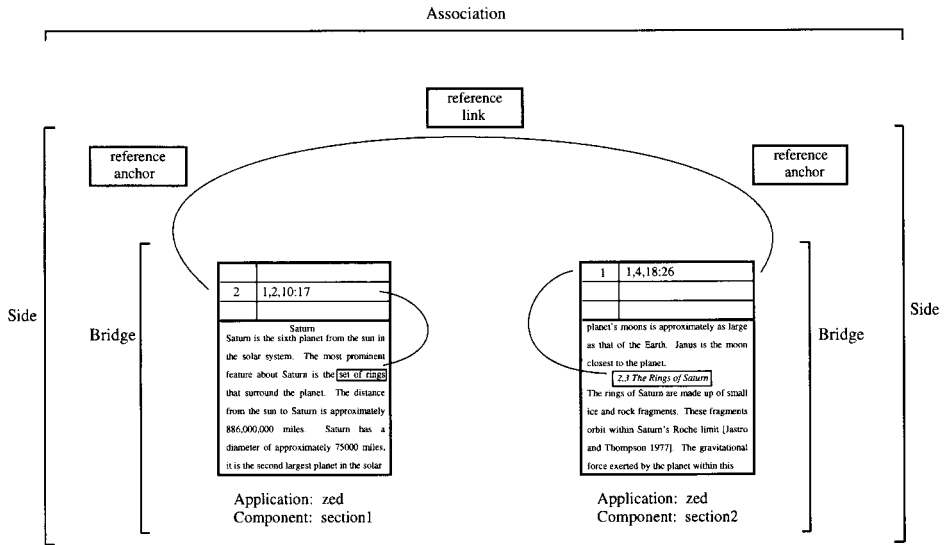 Association
reference
link
reference
anchor
reference
anchor
Side
Bridge
2 1,2,10:17
Saturn
Saturn is the sixth planet from the sun in
the solar system. The most prominent
feature about Saturn is the set of rings
that surround the planet. The distance
from the sun to Saturn is approximately
886,000,000 miles. Saturn has a
diameter of approximately 75000 miles,
it is the second largest planet in the solar
Application: zed
Component: section1
1 1,4,18:26
planet's moons is approximately as large
as that of the Earth. Janus is the moon
closest to the planet.
2.3 The Rings of Saturn
The rings of Saturn are made up of small
ice and rock fragments. These fragments
orbit within Saturn's Roche limit [Jastro
and Thompson 1977]. The gravitational
force exerted by the planet within this
Application: zed
Component: section2
Bridge
Side